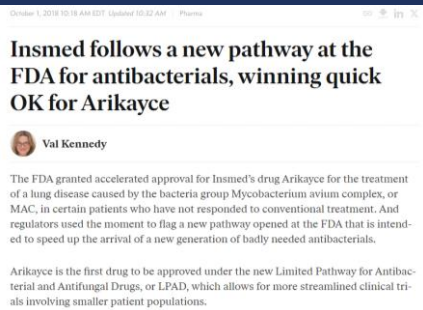 October 1, 2018 10:18 AM EDT Updated 10:52 AM Pharma
Insmed follows a new pathway at the
FDA for antibacterials, winning quick
OK for Arikayce
Val Kennedy
The FDA granted accelerated approval for Insmed's drug Arikayce for the treatment
of a lung disease caused by the bacteria group Mycobacterium avium complex, or
MAC, in certain patients who have not responded to conventional treatment. And
regulators used the moment to flag a new pathway opened at the FDA that is intend-
ed to speed up the arrival of a new generation of badly needed antibacterials.
Arikayce is the first drug to be approved under the new Limited Pathway for Antibac-
terial and Antifungal Drugs, or LPAD, which allows for more streamlined clinical tri-
als involving smaller patient populations.